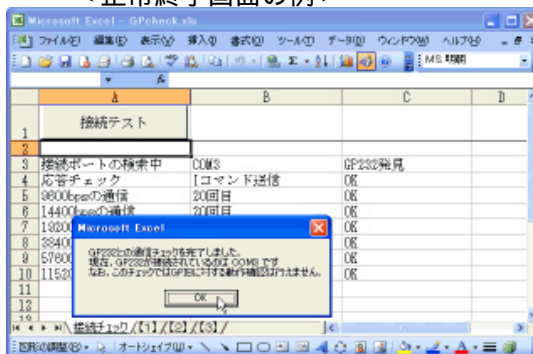 <正常終了画面の例>
Microsoft Excel - GPcheck.xls
ファイル(F) 編集(E) 表示(V) 挿入(I) 書式(O) ツール(T) データ(D) ウィンドウ(W) ヘルプ(H)
MS 明朝
A B C D
1 接続テスト
2
3 接続ポートの検索中 COM3 GP232発見
4 応答チェック Iコマンド送信 OK
5 9600bpsの通信 20回目 OK
6 14400bpsの通信 20回目 OK
7 19200 OK
8 38400 OK
9 57600 OK
10 11520 OK
11
12
Microsoft Excel
GP232との通信チェックを完了しました。
現在、GP232が接続されているのは COM3 です
なお、このチェックではGPIBに対する動作確認は行えません。
OK
接続チェック/【1】/【2】/【3】/
図形の調整(R) オートシェイプ(U)